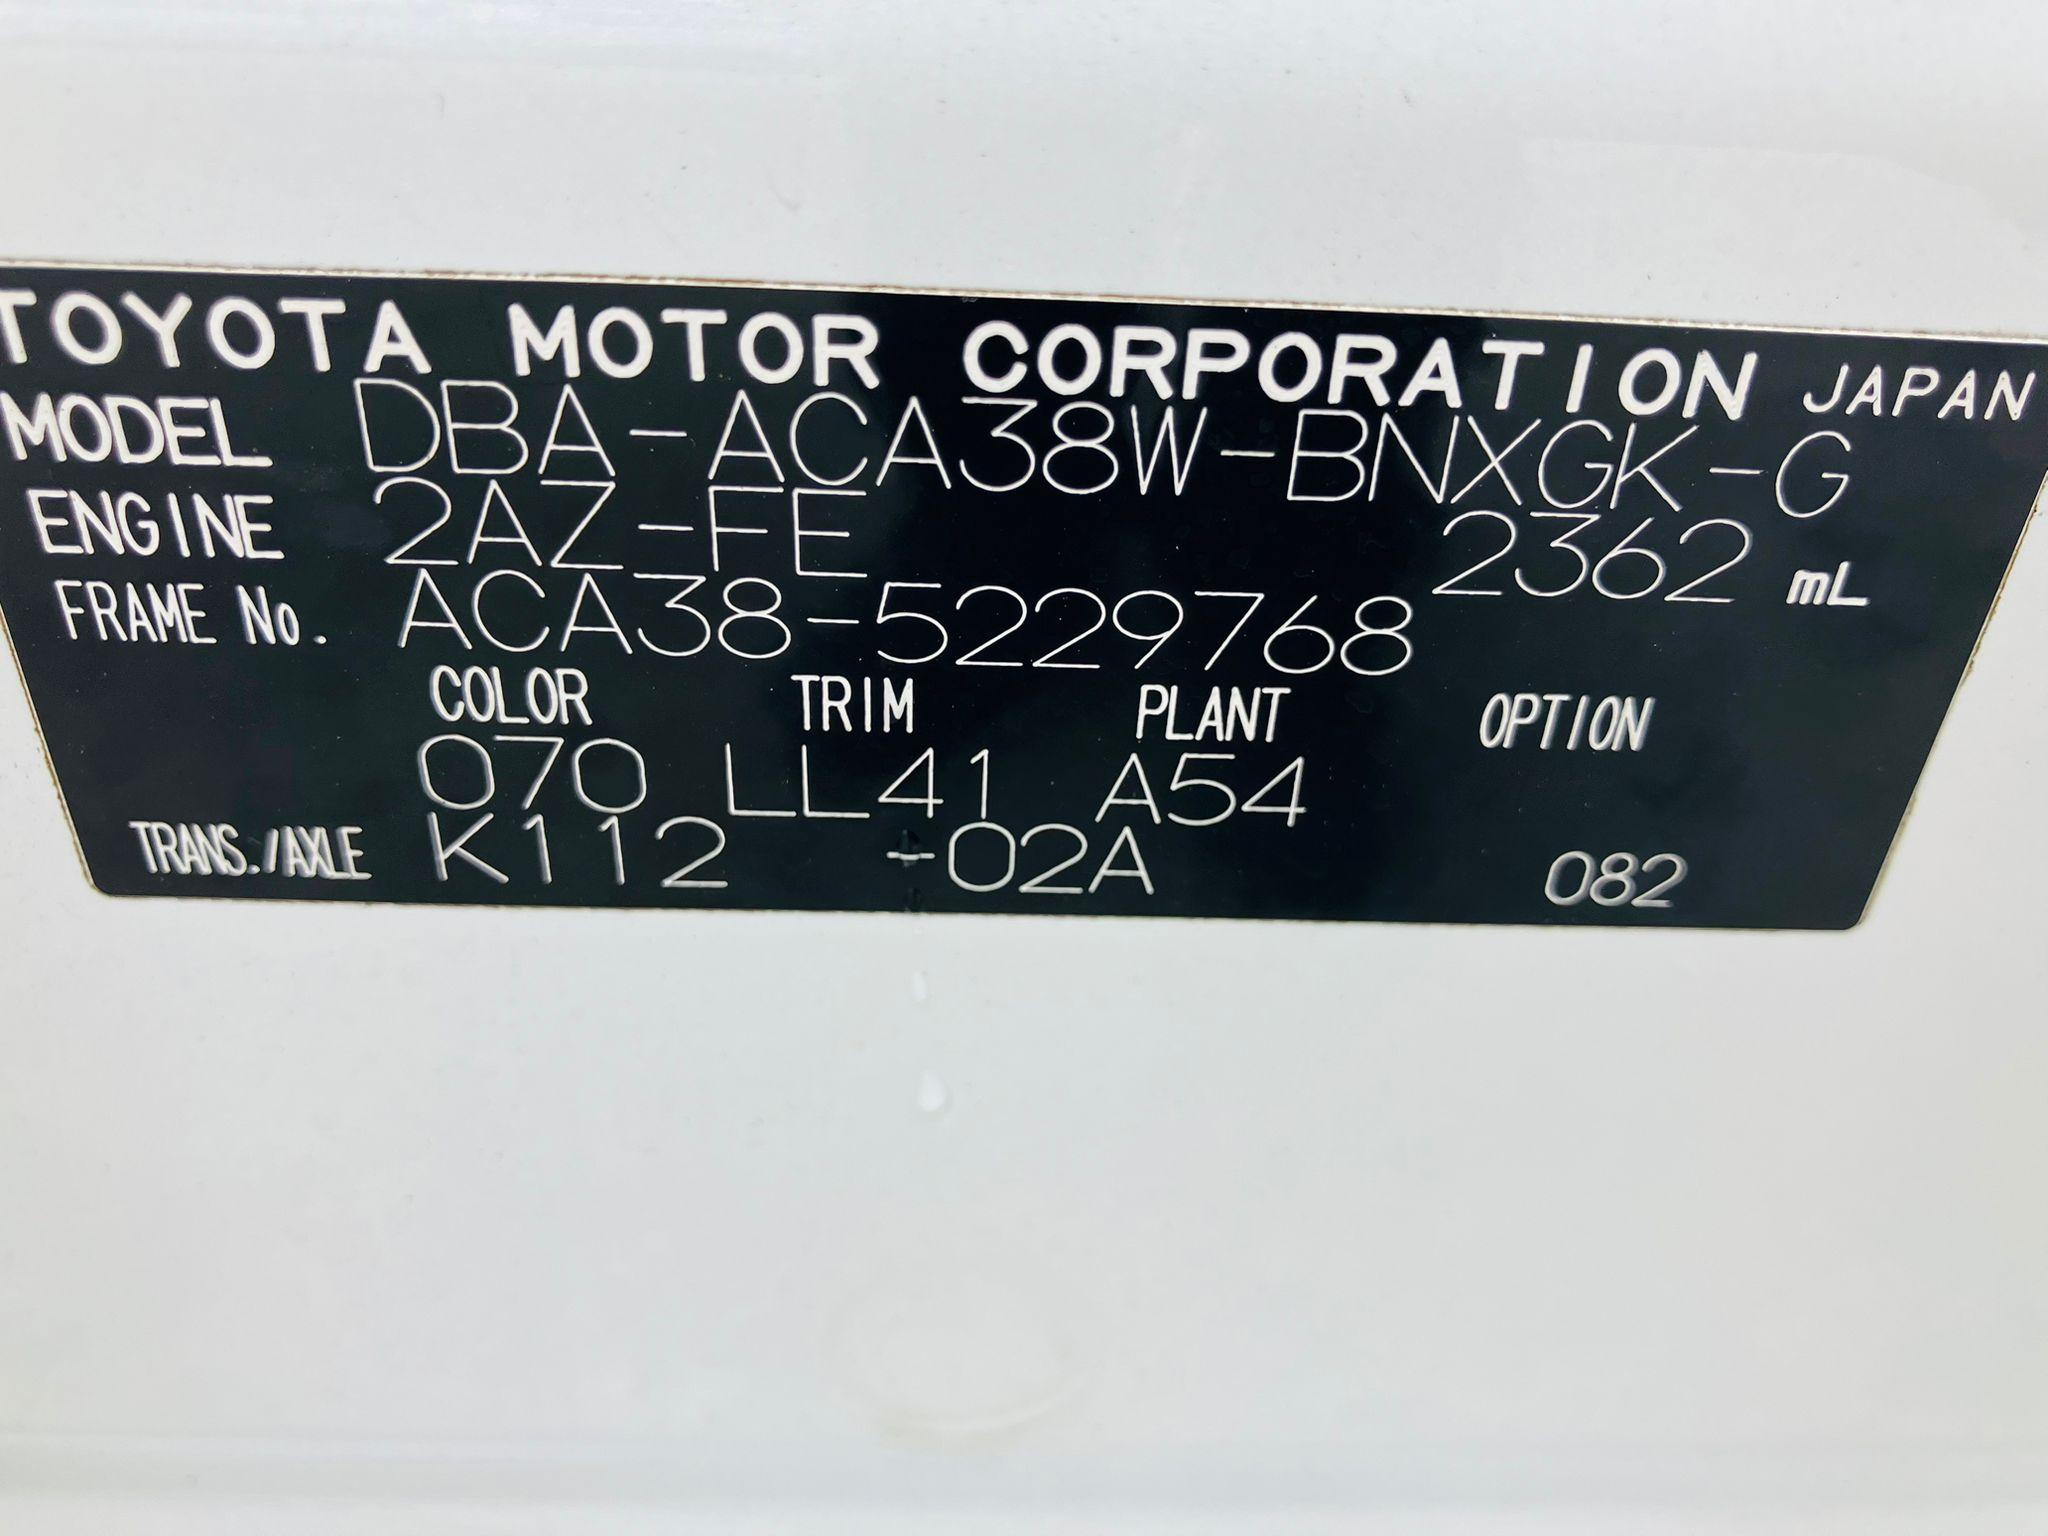 TOYOTA MOTOR CORPORATION JAPAN
MODEL DBA-ACA38W-BNXGK-G
ENGINE 2AZ-FE 2362 mL
FRAME No. ACA38-5229768
COLOR TRIM PLANT OPTION
070 LL41 A54
TRANS./AXLE K112 -02A 082